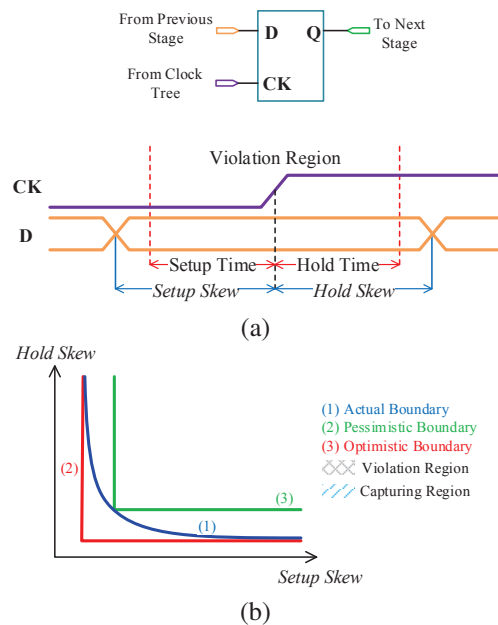 From Previous
Stage
D
Q
To Next
Stage
From Clock
Tree
CK
Violation Region
CK
D
Setup Time
Hold Time
Setup Skew
Hold Skew
(a)
Hold Skew
(1) Actual Boundary
(2) Pessimistic Boundary
(3) Optimistic Boundary
Violation Region
Capturing Region
(2)
(3)
(1)
Setup Skew
(b)